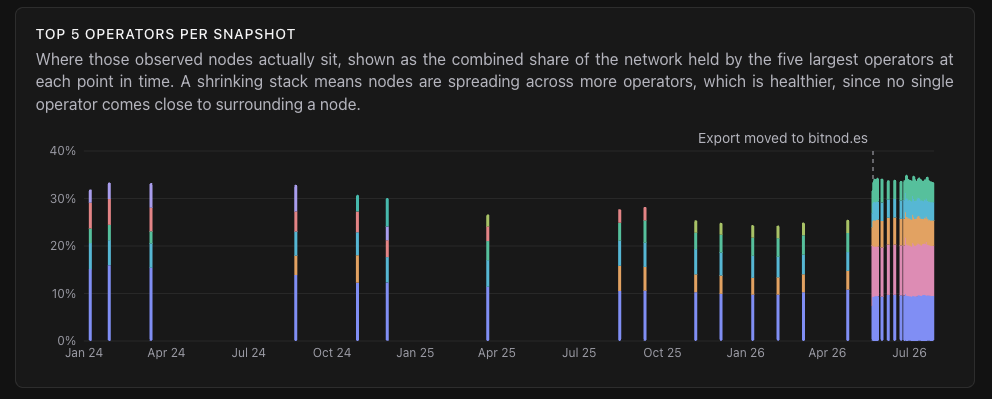 TOP 5 OPERATORS PER SNAPSHOT
Where those observed nodes actually sit, shown as the combined share of the network held by the five largest operators at
each point in time. A shrinking stack means nodes are spreading across more operators, which is healthier, since no single
operator comes close to surrounding a node.
Export moved to bitnod.es
40%
30%
20%
10%
0%
Jan 24 Apr 24 Jul 24 Oct 24 Jan 25 Apr 25 Jul 25 Oct 25 Jan 26 Apr 26 Jul 26